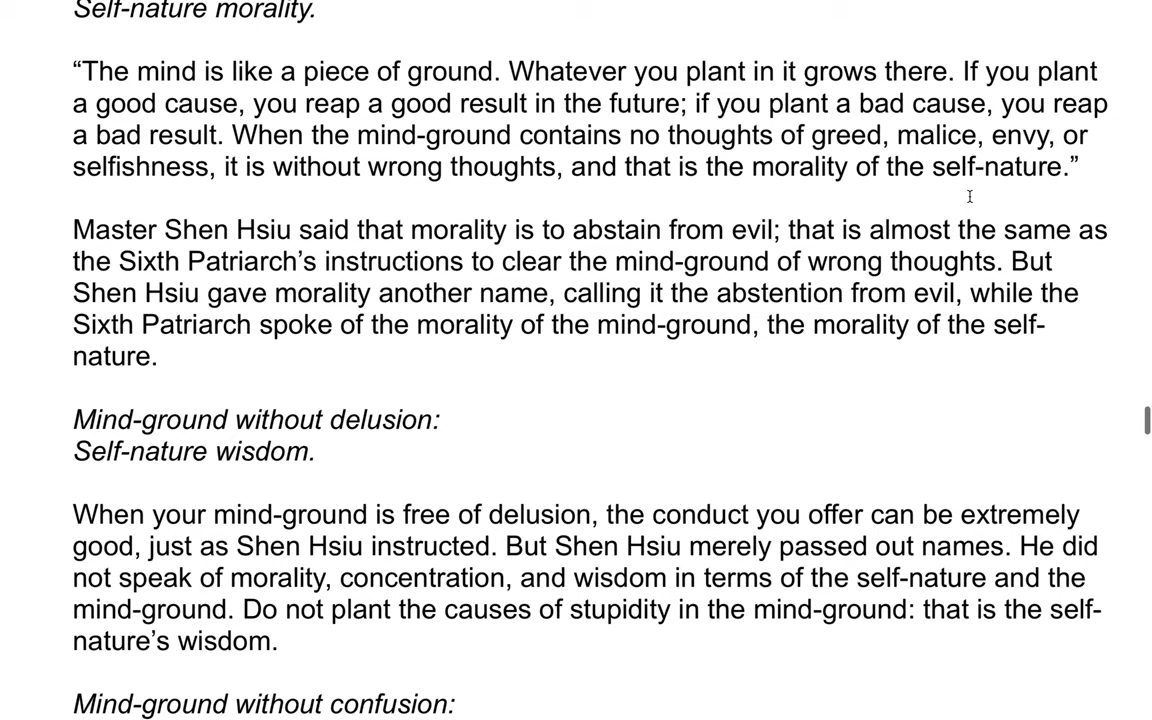 Self-nature morality.
“The mind is like a piece of ground. Whatever you plant in it grows there. If you plant
a good cause, you reap a good result in the future; if you plant a bad cause, you reap
a bad result. When the mind-ground contains no thoughts of greed, malice, envy, or
selfishness, it is without wrong thoughts, and that is the morality of the self-nature.”
Master Shen Hsiu said that morality is to abstain from evil; that is almost the same as
the Sixth Patriarch’s instructions to clear the mind-ground of wrong thoughts. But
Shen Hsiu gave morality another name, calling it the abstention from evil, while the
Sixth Patriarch spoke of the morality of the mind-ground, the morality of the self-
nature.
Mind-ground without delusion:
Self-nature wisdom.
When your mind-ground is free of delusion, the conduct you offer can be extremely
good, just as Shen Hsiu instructed. But Shen Hsiu merely passed out names. He did
not speak of morality, concentration, and wisdom in terms of the self-nature and the
mind-ground. Do not plant the causes of stupidity in the mind-ground: that is the self-
nature’s wisdom.
Mind-ground without confusion: